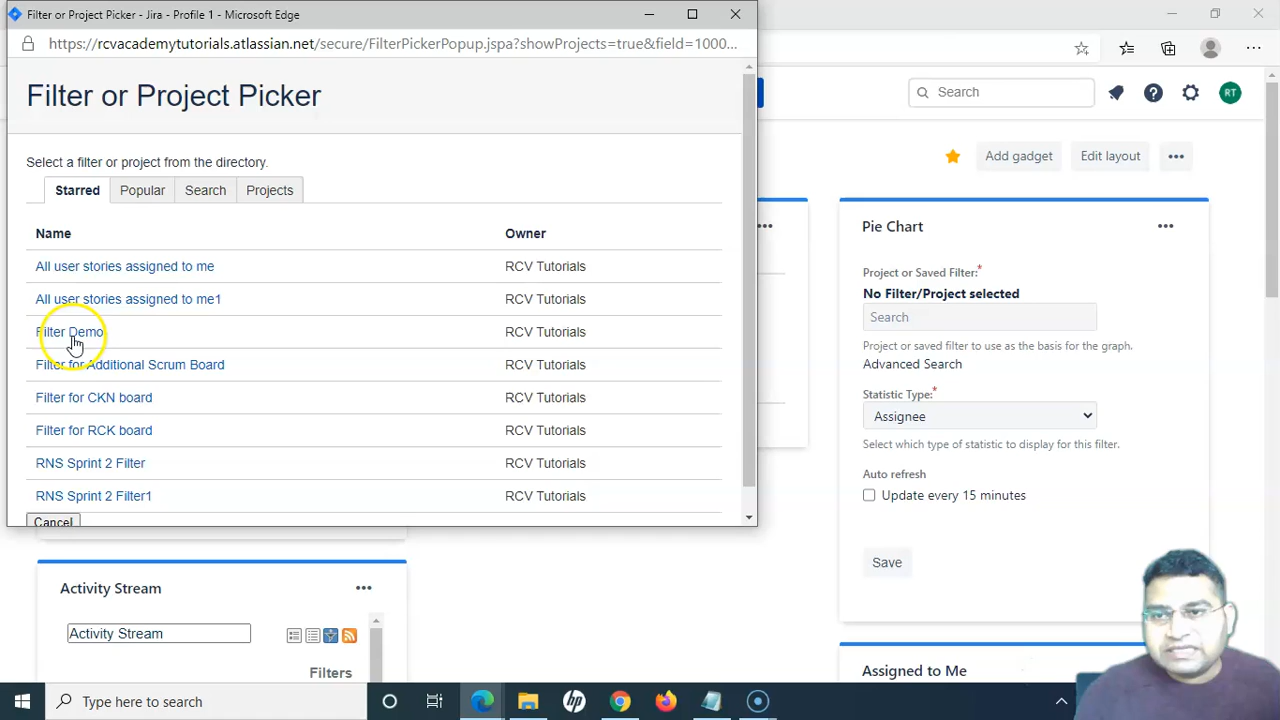 Filter or Project Picker - Jira - Profile 1 - Microsoft Edge
https://rcvacademytutorials.atlassian.net/secure/FilterPickerPopup.jspa?showProjects=true&field=1000...
Filter or Project Picker
Select a filter or project from the directory.
Starred Popular Search Projects
Name Owner
All user stories assigned to me RCV Tutorials
All user stories assigned to me1 RCV Tutorials
Filter Demo RCV Tutorials
Filter for Additional Scrum Board RCV Tutorials
Filter for CKN board RCV Tutorials
Filter for RCK board RCV Tutorials
RNS Sprint 2 Filter RCV Tutorials
RNS Sprint 2 Filter1 RCV Tutorials
Cancel
Search
RT
Add gadget Edit layout
Pie Chart
Project or Saved Filter:*
No Filter/Project selected
Search
Project or saved filter to use as the basis for the graph.
Advanced Search
Statistic Type:*
Assignee
Select which type of statistic to display for this filter.
Auto refresh
Update every 15 minutes
Save
Activity Stream
Activity Stream
Filters
Assigned to Me
Type here to search
hp